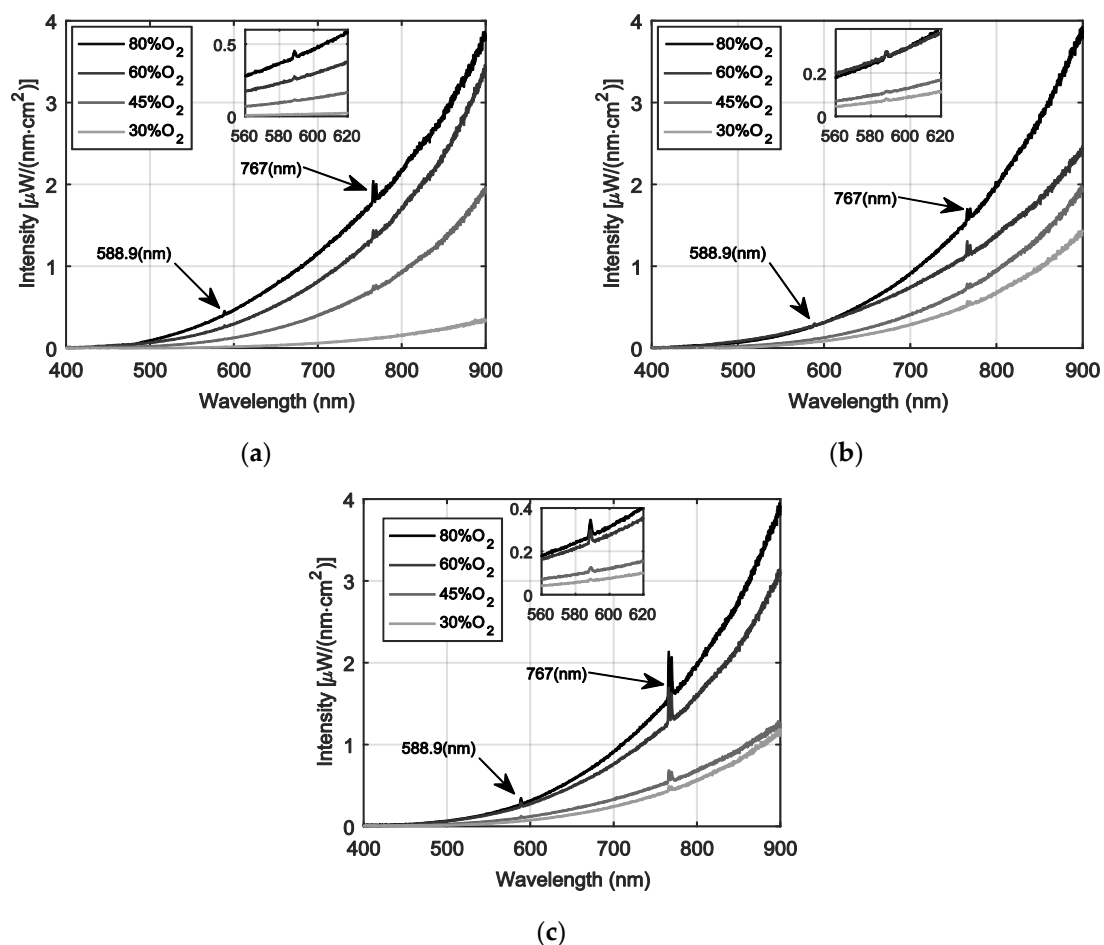 4
3
2
1
0
Intensity [μW/(nm·cm²)]
80%O₂
60%O₂
45%O₂
30%O₂
0.5
0
560 580 600 620
767(nm)
588.9(nm)
400 500 600 700 800 900
Wavelength (nm)
(a)
4
3
2
1
0
Intensity [μW/(nm·cm²)]
80%O₂
60%O₂
45%O₂
30%O₂
0.2
0
560 580 600 620
767(nm)
588.9(nm)
400 500 600 700 800 900
Wavelength (nm)
(b)
4
3
2
1
0
Intensity [μW/(nm·cm²)]
80%O₂
60%O₂
45%O₂
30%O₂
0.4
0.2
0
560 580 600 620
767(nm)
588.9(nm)
400 500 600 700 800 900
Wavelength (nm)
(c)